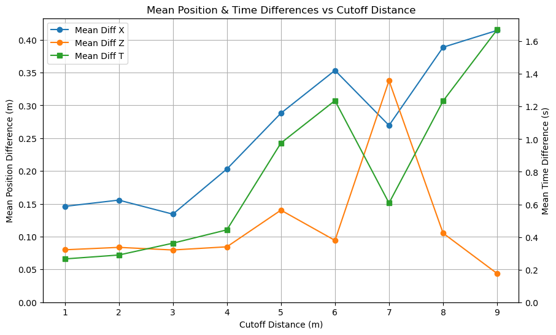 Mean Position & Time Differences vs Cutoff Distance
Mean Diff X
Mean Diff Z
Mean Diff T
Mean Position Difference (m)
0.40
0.35
0.30
0.25
0.20
0.15
0.10
0.05
0.00
1.6
1.4
1.2
1.0
0.8
0.6
0.4
0.2
0.0
Mean Time Difference (s)
1 2 3 4 5 6 7 8 9
Cutoff Distance (m)